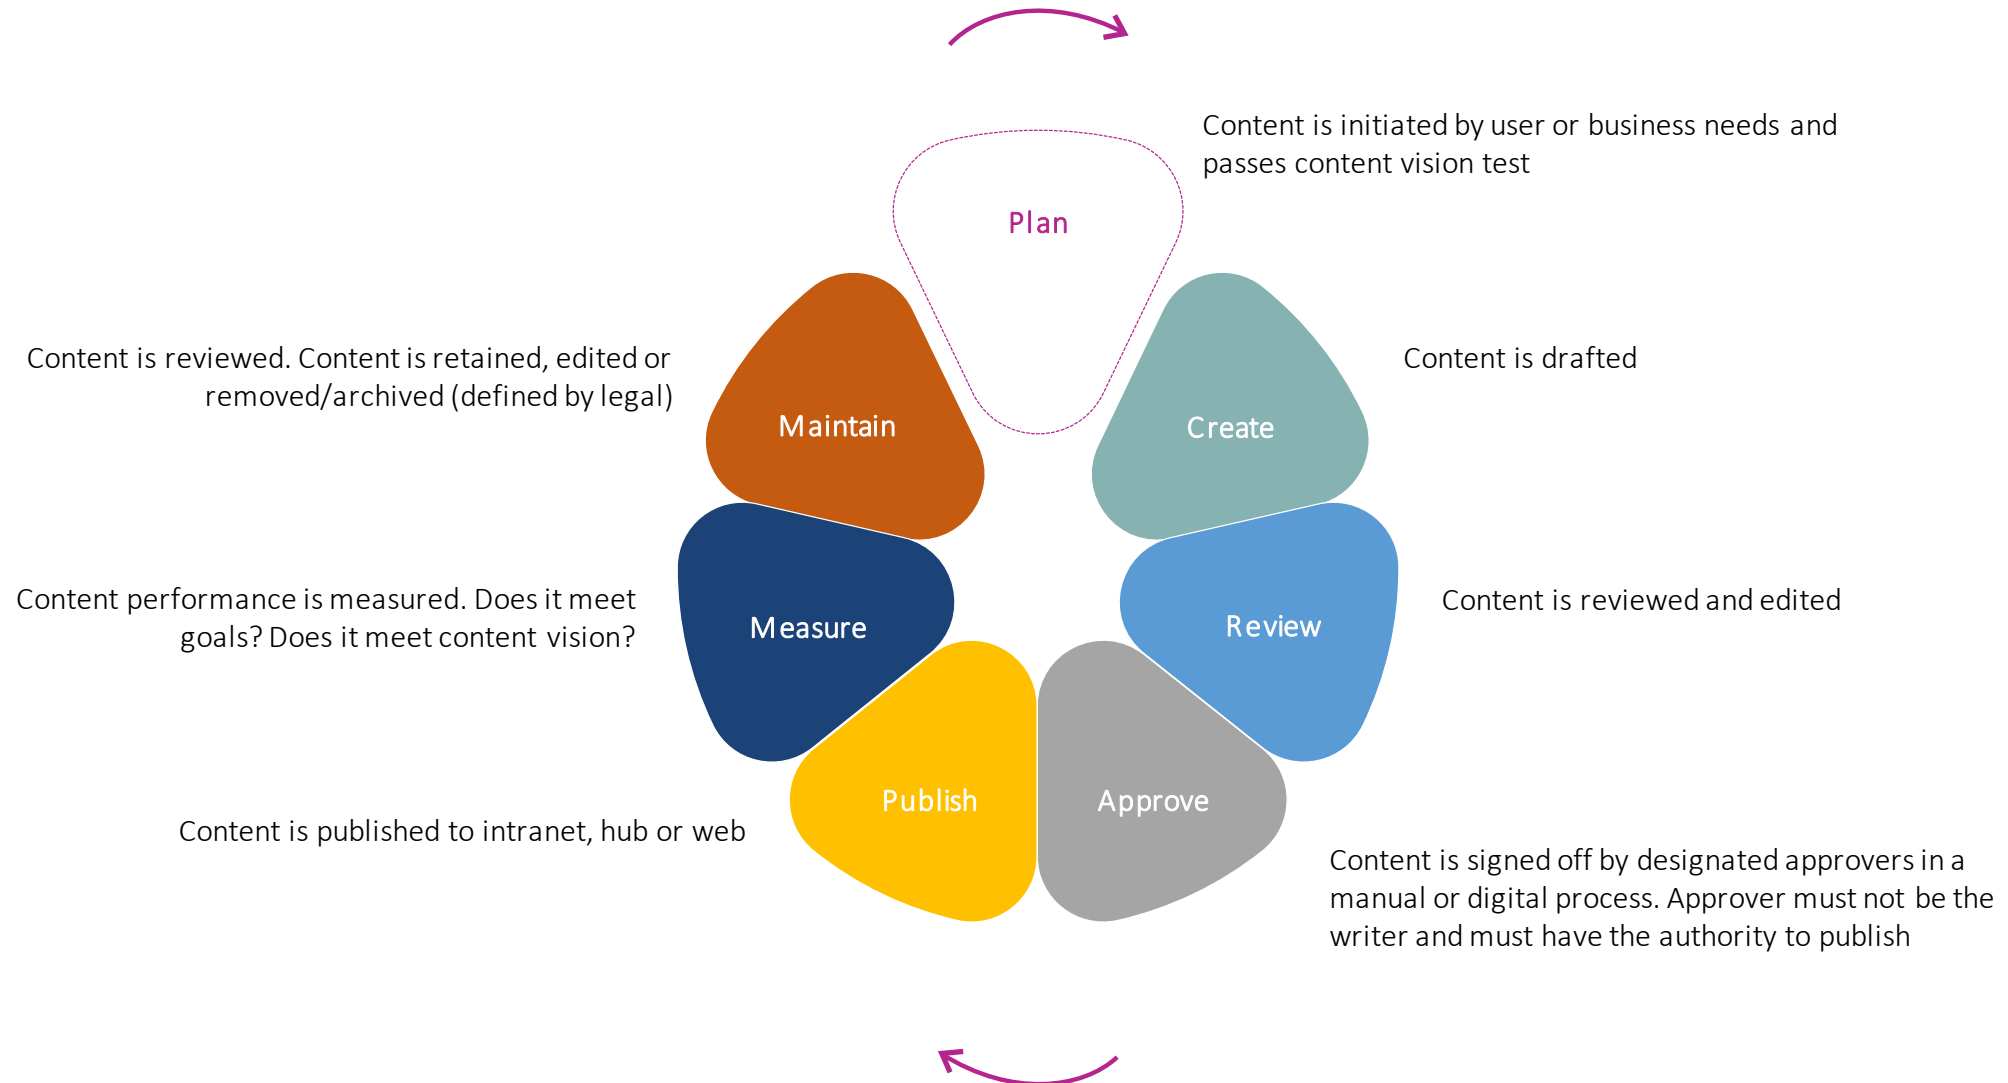 Content is initiated by user or business needs and
passes content vision test
Plan
Content is drafted
Create
Content is reviewed and edited
Review
Content is signed off by designated approvers in a
manual or digital process. Approver must not be the
writer and must have the authority to publish
Approve
Publish
Content is published to intranet, hub or web
Measure
Content performance is measured. Does it meet
goals? Does it meet content vision?
Maintain
Content is reviewed. Content is retained, edited or
removed/archived (defined by legal)